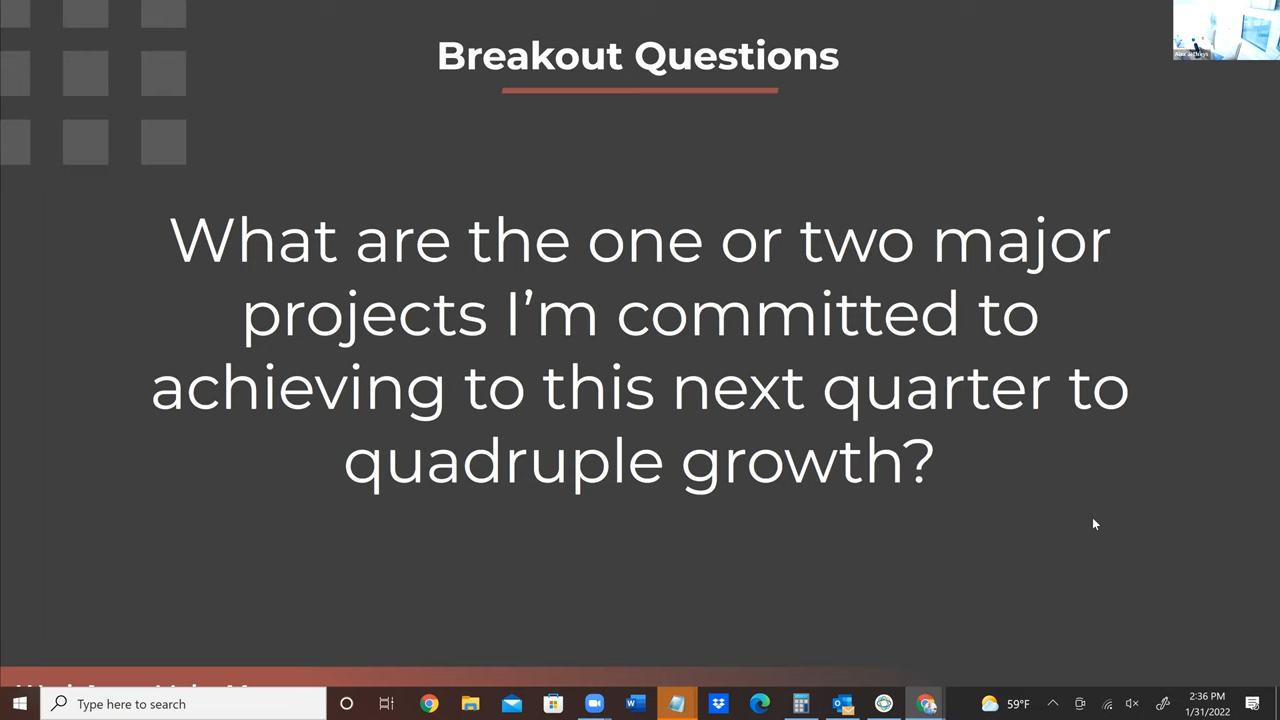 Breakout Questions
What are the one or two major
projects I’m committed to
achieving to this next quarter to
quadruple growth?
Type here to search
59°F
2:36 PM
1/31/2022